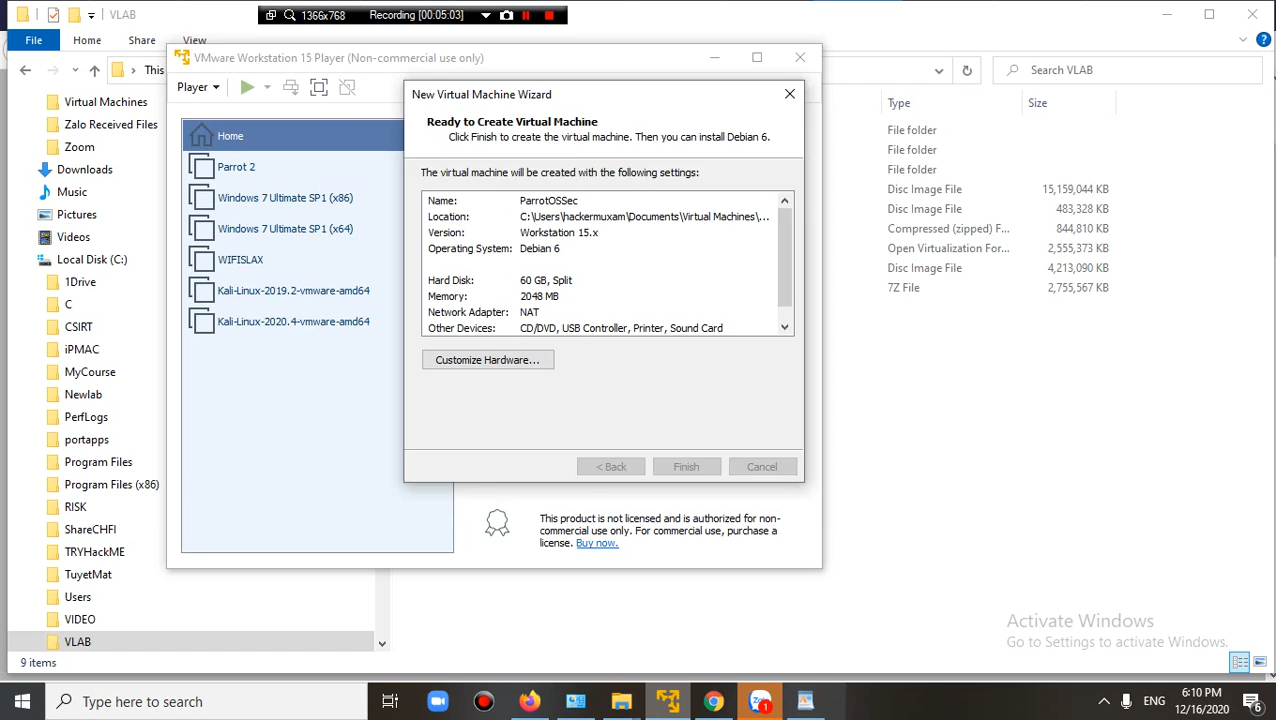 VLAB
1366x768
Recording [00:05:03]
File
Home
Share
View
This
Search VLAB
VMware Workstation 15 Player (Non-commercial use only)
Player
New Virtual Machine Wizard
Ready to Create Virtual Machine
Click Finish to create the virtual machine. Then you can install Debian 6.
The virtual machine will be created with the following settings:
Name: ParrotOSSec
Location: C:\Users\hackermuxam\Documents\Virtual Machines\...
Version: Workstation 15.x
Operating System: Debian 6
Hard Disk: 60 GB, Split
Memory: 2048 MB
Network Adapter: NAT
Other Devices: CD/DVD, USB Controller, Printer, Sound Card
Customize Hardware...
< Back
Finish
Cancel
Home
Parrot 2
Windows 7 Ultimate SP1 (x86)
Windows 7 Ultimate SP1 (x64)
WIFISLAX
Kali-Linux-2019.2-vmware-amd64
Kali-Linux-2020.4-vmware-amd64
This product is not licensed and is authorized for non-
commercial use only. For commercial use, purchase a
license. Buy now.
Virtual Machines
Zalo Received Files
Zoom
Downloads
Music
Pictures
Videos
Local Disk (C:)
1Drive
C
CSIRT
iPMAC
MyCourse
Newlab
PerfLogs
portapps
Program Files
Program Files (x86)
RISK
ShareCHFI
TRYHackME
TuyetMat
Users
VIDEO
VLAB
Type
Size
File folder
File folder
File folder
Disc Image File 15,159,044 KB
Disc Image File 483,328 KB
Compressed (zipped) F... 844,810 KB
Open Virtualization For... 2,555,373 KB
Disc Image File 4,213,090 KB
7Z File 2,755,567 KB
Activate Windows
Go to Settings to activate Windows.
9 items
Type here to search
1
ENG
6:10 PM
12/16/2020
6